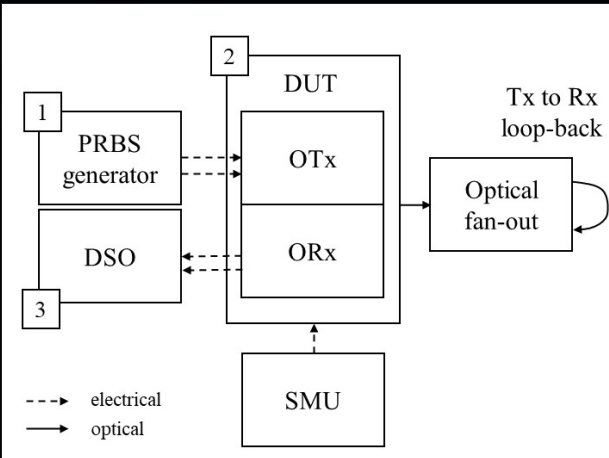 2
DUT
Tx to Rx
loop-back
1
PRBS
generator
OTx
Optical
fan-out
DSO
ORx
3
SMU
electrical
optical